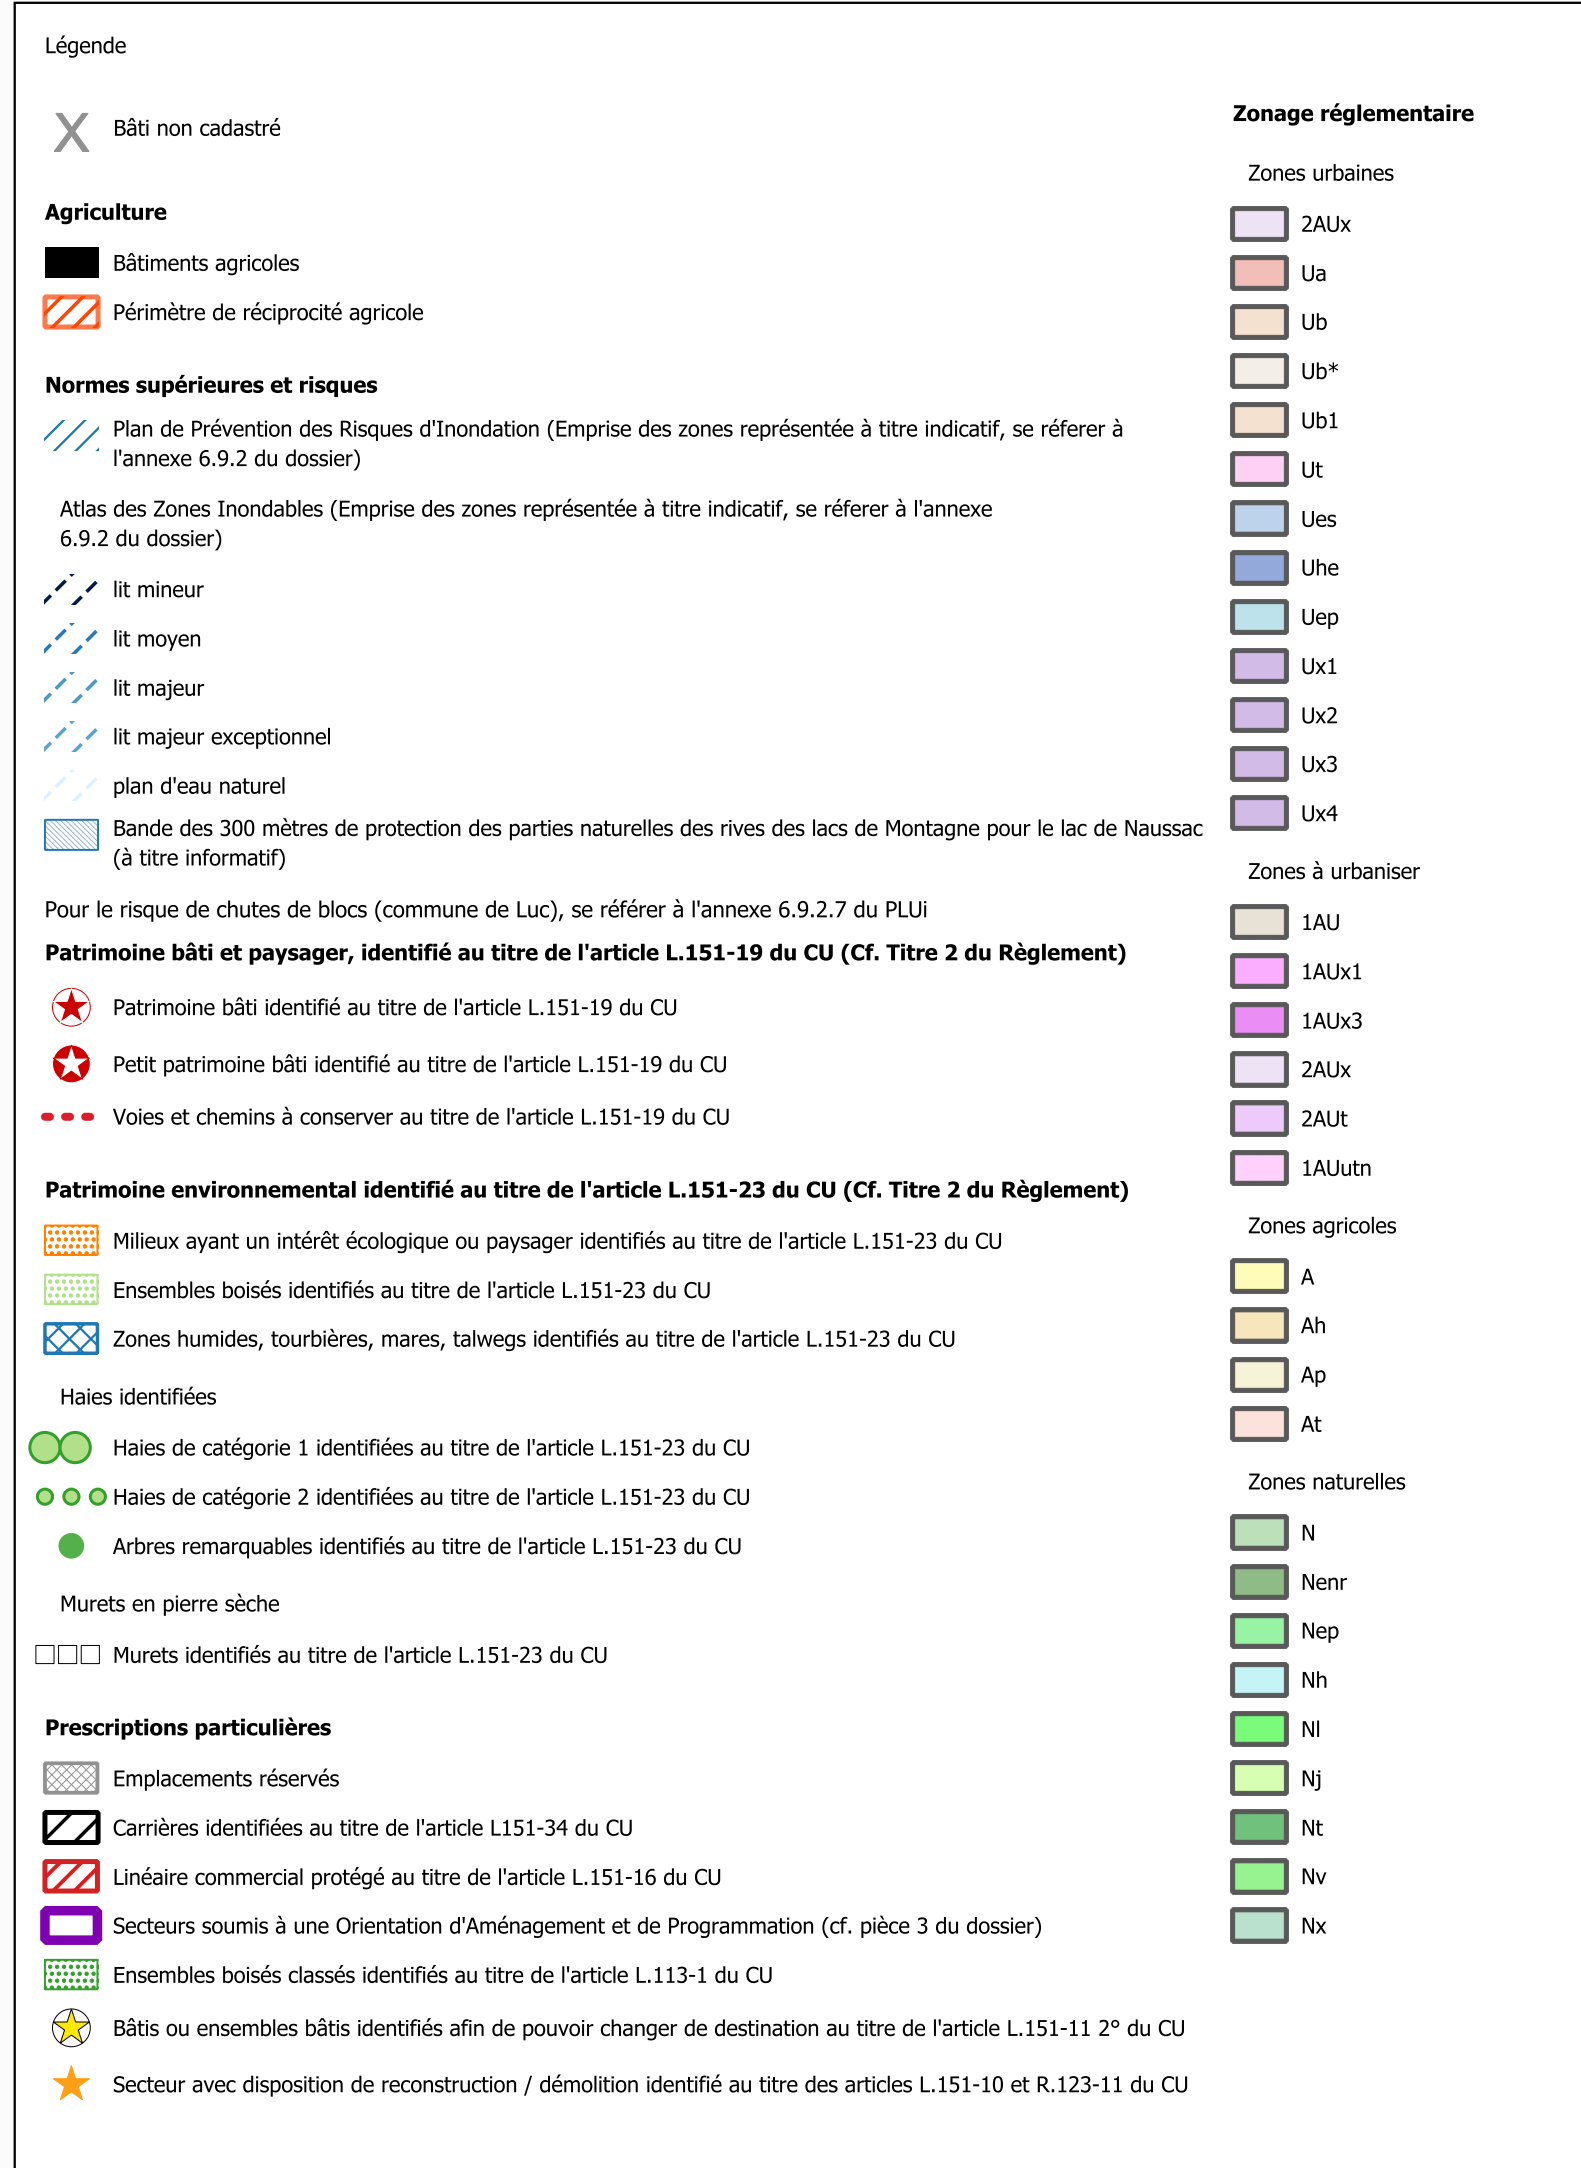 Légende
Bâti non cadastré
Agriculture
Bâtiments agricoles
Périmètre de réciprocité agricole
Normes supérieures et risques
Plan de Prévention des Risques d'Inondation (Emprise des zones représentée à titre indicatif, se réferer à
l'annexe 6.9.2 du dossier)
Atlas des Zones Inondables (Emprise des zones représentée à titre indicatif, se réferer à l'annexe
6.9.2 du dossier)
lit mineur
lit moyen
lit majeur
lit majeur exceptionnel
plan d'eau naturel
Bande des 300 mètres de protection des parties naturelles des rives des lacs de Montagne pour le lac de Naussac
(à titre informatif)
Pour le risque de chutes de blocs (commune de Luc), se référer à l'annexe 6.9.2.7 du PLUi
Patrimoine bâti et paysager, identifié au titre de l'article L.151-19 du CU (Cf. Titre 2 du Règlement)
Patrimoine bâti identifié au titre de l'article L.151-19 du CU
Petit patrimoine bâti identifié au titre de l'article L.151-19 du CU
Voies et chemins à conserver au titre de l'article L.151-19 du CU
Patrimoine environnemental identifié au titre de l'article L.151-23 du CU (Cf. Titre 2 du Règlement)
Milieux ayant un intérêt écologique ou paysager identifiés au titre de l'article L.151-23 du CU
Ensembles boisés identifiés au titre de l'article L.151-23 du CU
Zones humides, tourbières, mares, talwegs identifiés au titre de l'article L.151-23 du CU
Haies identifiées
Haies de catégorie 1 identifiées au titre de l'article L.151-23 du CU
Haies de catégorie 2 identifiées au titre de l'article L.151-23 du CU
Arbres remarquables identifiés au titre de l'article L.151-23 du CU
Murets en pierre sèche
Murets identifiés au titre de l'article L.151-23 du CU
Prescriptions particulières
Emplacements réservés
Carrières identifiées au titre de l'article L151-34 du CU
Linéaire commercial protégé au titre de l'article L.151-16 du CU
Secteurs soumis à une Orientation d'Aménagement et de Programmation (cf. pièce 3 du dossier)
Ensembles boisés classés identifiés au titre de l'article L.113-1 du CU
Bâtis ou ensembles bâtis identifiés afin de pouvoir changer de destination au titre de l'article L.151-11 2° du CU
Secteur avec disposition de reconstruction / démolition identifié au titre des articles L.151-10 et R.123-11 du CU
Zonage réglementaire
Zones urbaines
2AUx
Ua
Ub
Ub*
Ub1
Ut
Ues
Uhe
Uep
Ux1
Ux2
Ux3
Ux4
Zones à urbaniser
1AU
1AUx1
1AUx3
2AUx
2AUt
1AUutn
Zones agricoles
A
Ah
Ap
At
Zones naturelles
N
Nenr
Nep
Nh
Nl
Nj
Nt
Nv
Nx